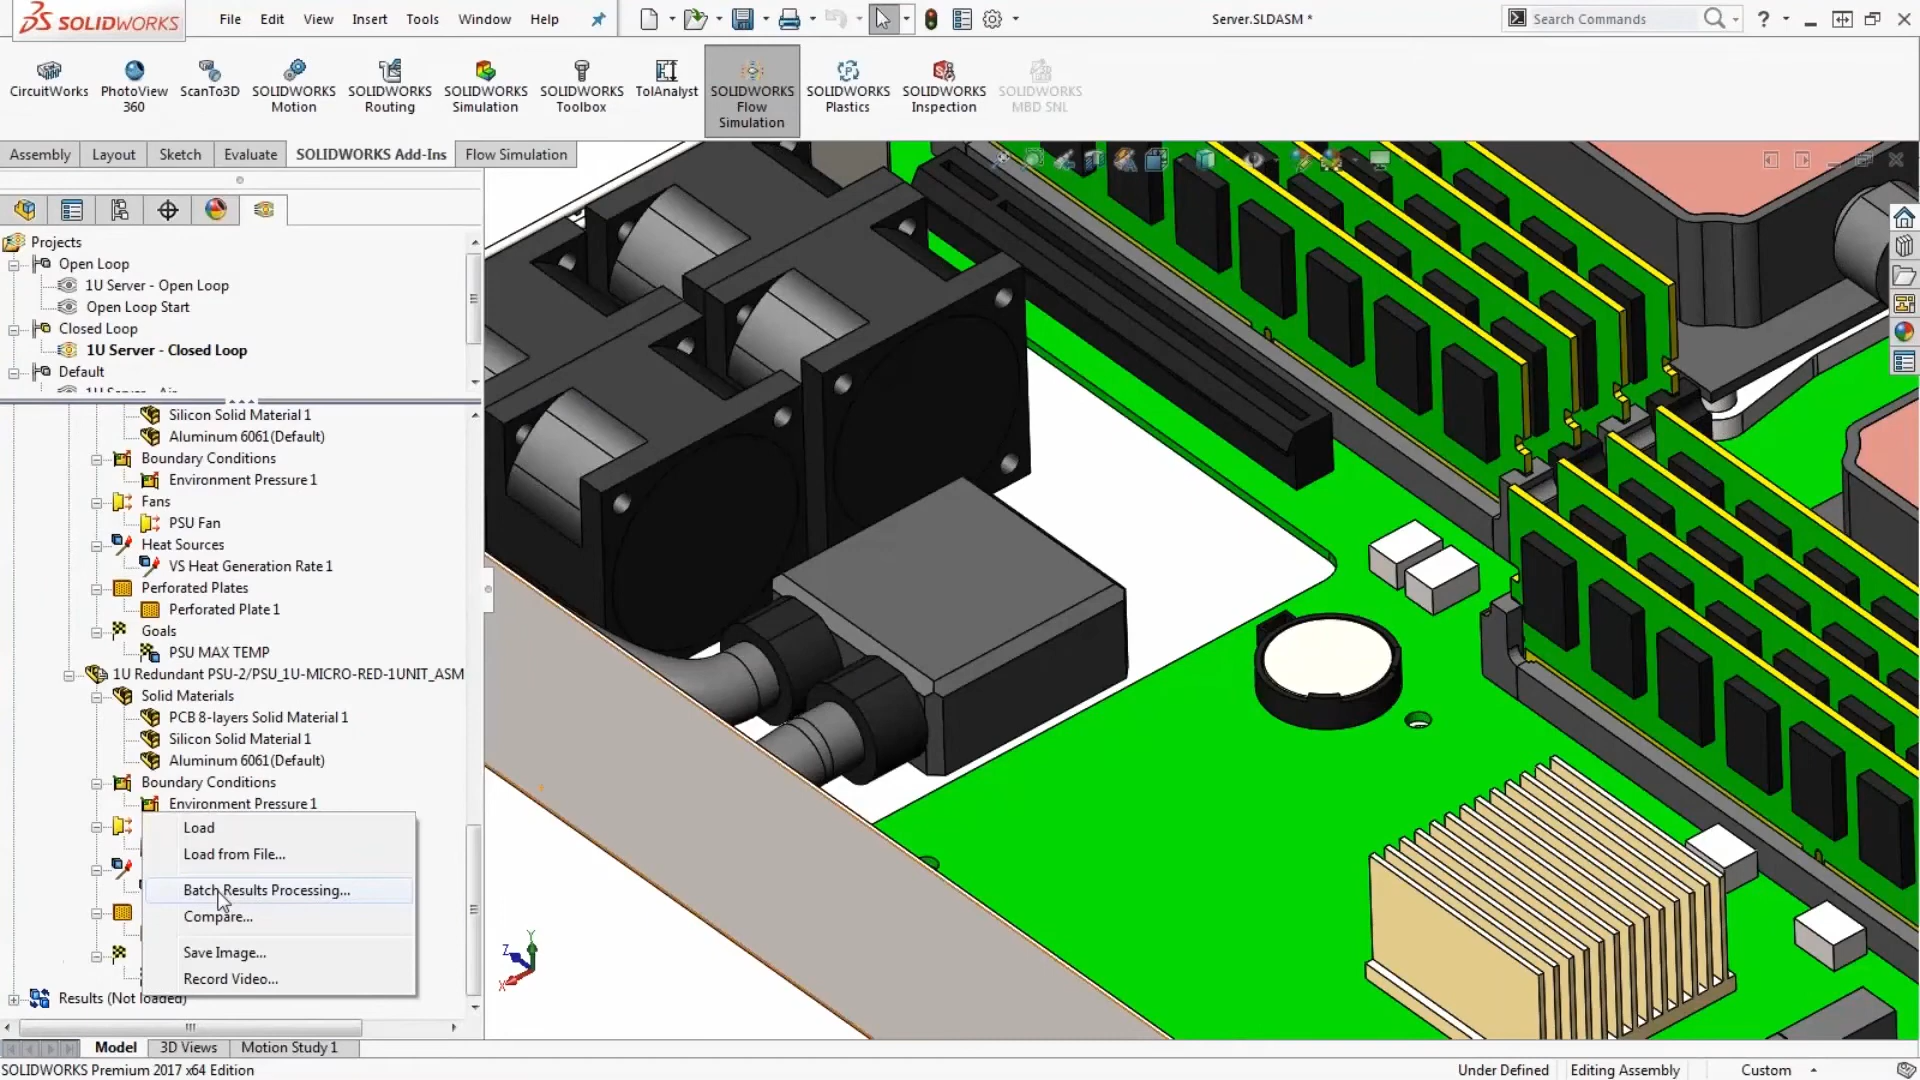 SOLIDWORKS
File
Edit
View
Insert
Tools
Window
Help
Server.SLDASM *
Search Commands
?
CircuitWorks
PhotoView
360
ScanTo3D
SOLIDWORKS
Motion
SOLIDWORKS
Routing
SOLIDWORKS
Simulation
SOLIDWORKS
Toolbox
TolAnalyst
SOLIDWORKS
Flow
Simulation
SOLIDWORKS
Plastics
SOLIDWORKS
Inspection
SOLIDWORKS
MBD SNL
Assembly
Layout
Sketch
Evaluate
SOLIDWORKS Add-Ins
Flow Simulation
Projects
Open Loop
1U Server - Open Loop
Open Loop Start
Closed Loop
1U Server - Closed Loop
Default
Silicon Solid Material 1
Aluminum 6061(Default)
Boundary Conditions
Environment Pressure 1
Fans
PSU Fan
Heat Sources
VS Heat Generation Rate 1
Perforated Plates
Perforated Plate 1
Goals
PSU MAX TEMP
1U Redundant PSU-2/PSU_1U-MICRO-RED-1UNIT_ASM
Solid Materials
PCB 8-layers Solid Material 1
Silicon Solid Material 1
Aluminum 6061(Default)
Boundary Conditions
Environment Pressure 1
Load
Load from File...
Batch Results Processing...
Compare...
Save Image...
Record Video...
Results (Not loaded)
Y
Z
X
Model
3D Views
Motion Study 1
SOLIDWORKS Premium 2017 x64 Edition
Under Defined
Editing Assembly
Custom